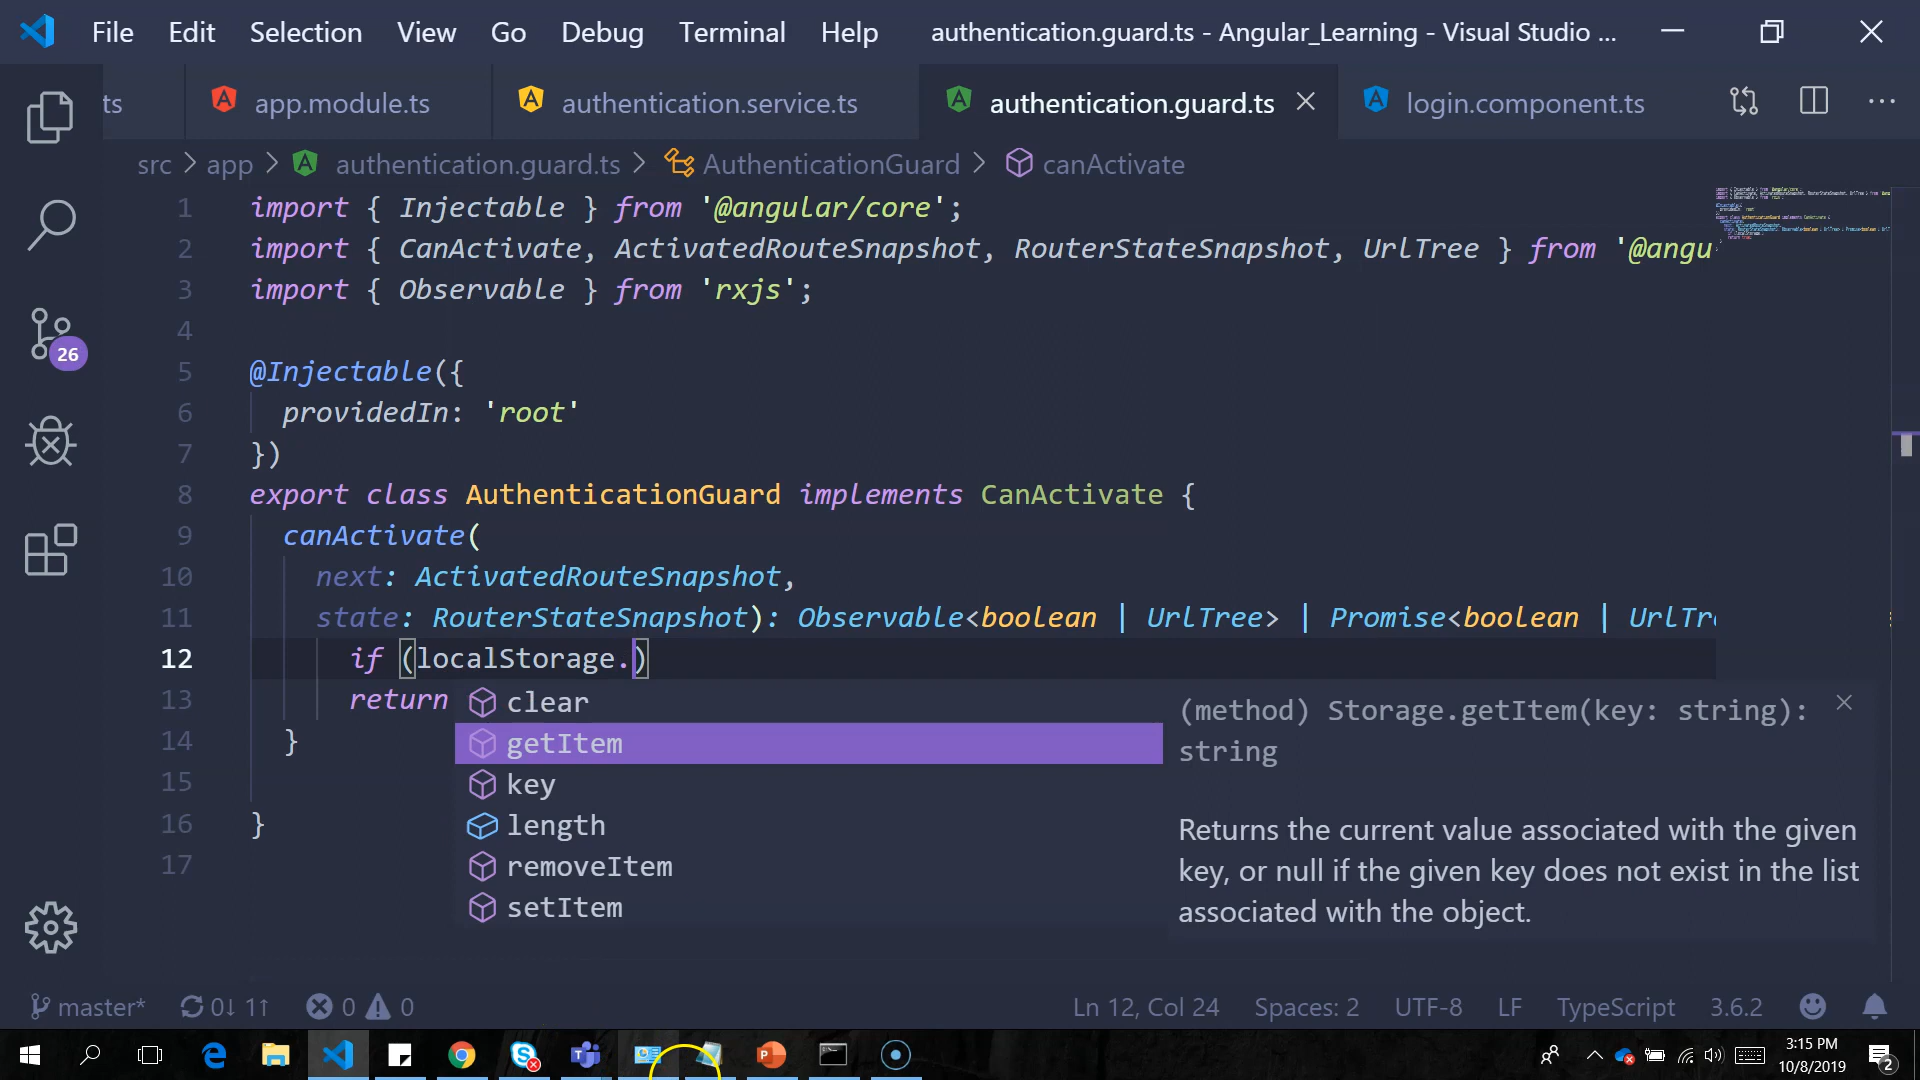 File Edit Selection View Go Debug Terminal Help authentication.guard.ts - Angular_Learning - Visual Studio ...
ts app.module.ts authentication.service.ts authentication.guard.ts login.component.ts
src > app > authentication.guard.ts > AuthenticationGuard > canActivate
1 import { Injectable } from '@angular/core';
2 import { CanActivate, ActivatedRouteSnapshot, RouterStateSnapshot, UrlTree } from '@angu
3 import { Observable } from 'rxjs';
4
5 @Injectable({
6 providedIn: 'root'
7 })
8 export class AuthenticationGuard implements CanActivate {
9 canActivate(
10 next: ActivatedRouteSnapshot,
11 state: RouterStateSnapshot): Observable<boolean | UrlTree> | Promise<boolean | UrlTr
12 if (localStorage.)
13 return
14 }
15
16 }
17
clear
getItem
key
length
removeItem
setItem
(method) Storage.getItem(key: string):
string
Returns the current value associated with the given
key, or null if the given key does not exist in the list
associated with the object.
26
master* 0↓ 1↑ 0 0 Ln 12, Col 24 Spaces: 2 UTF-8 LF TypeScript 3.6.2
3:15 PM
10/8/2019
2